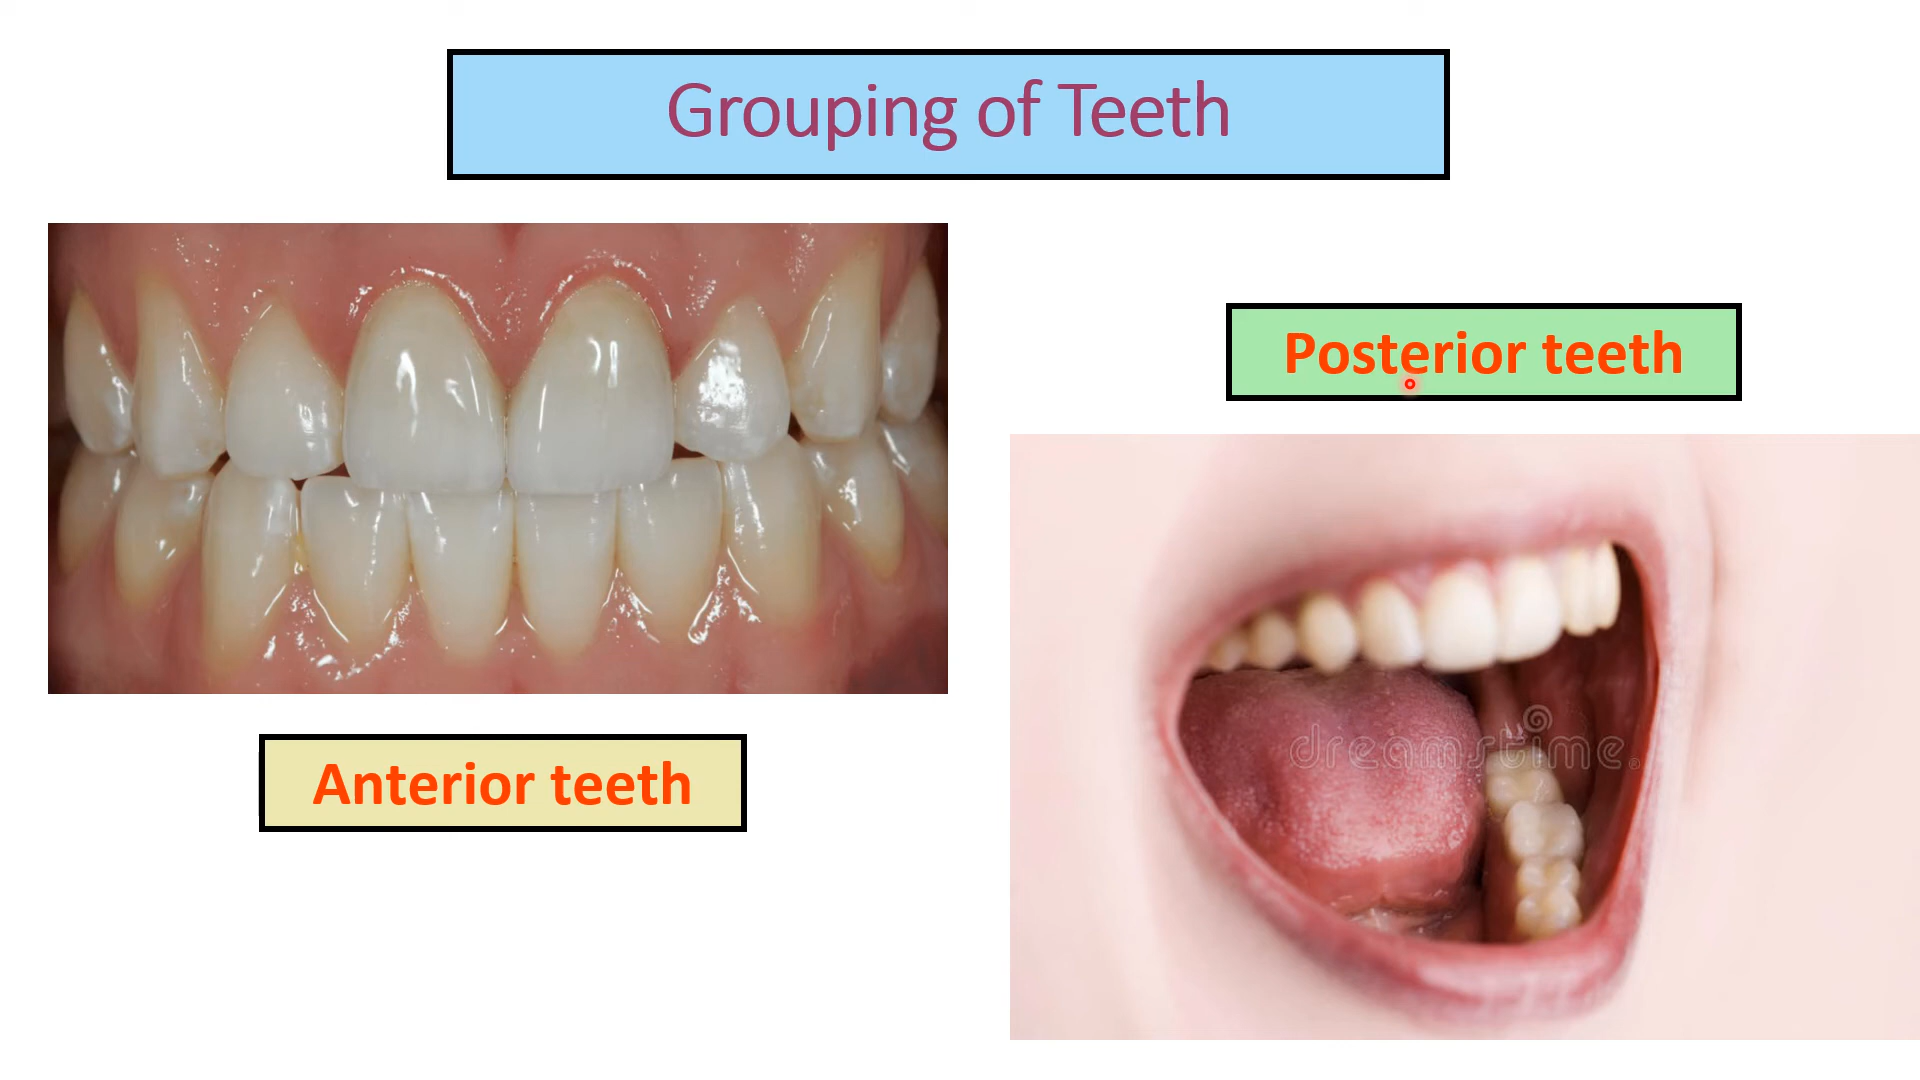 Grouping of Teeth
Posterior teeth
dreamstime.
Anterior teeth